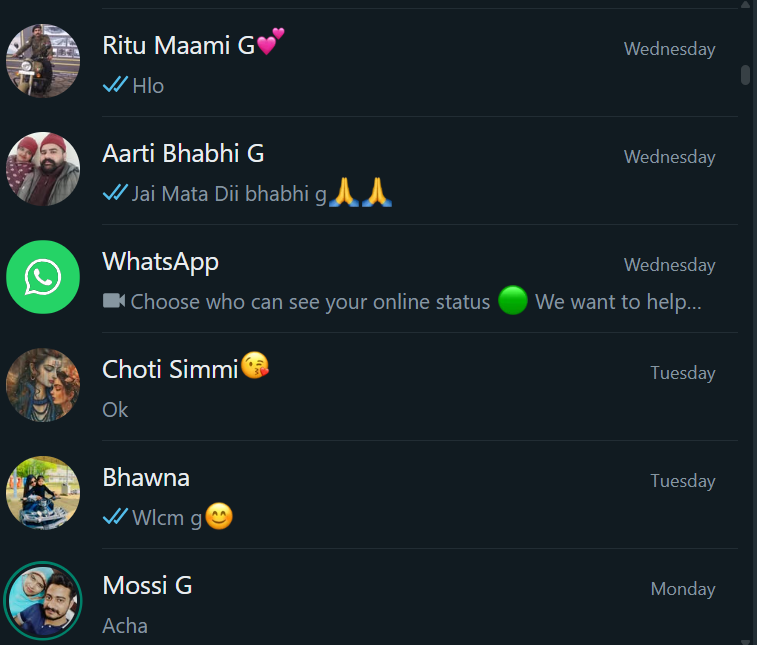 Ritu Maami G💕
Wednesday
Hlo
Aarti Bhabhi G
Wednesday
Jai Mata Dii bhabhi g🙏🙏
WhatsApp
Wednesday
Choose who can see your online status 🟢 We want to help...
Choti Simmi😘
Tuesday
Ok
Bhawna
Tuesday
Wlcm g😊
Mossi G
Monday
Acha